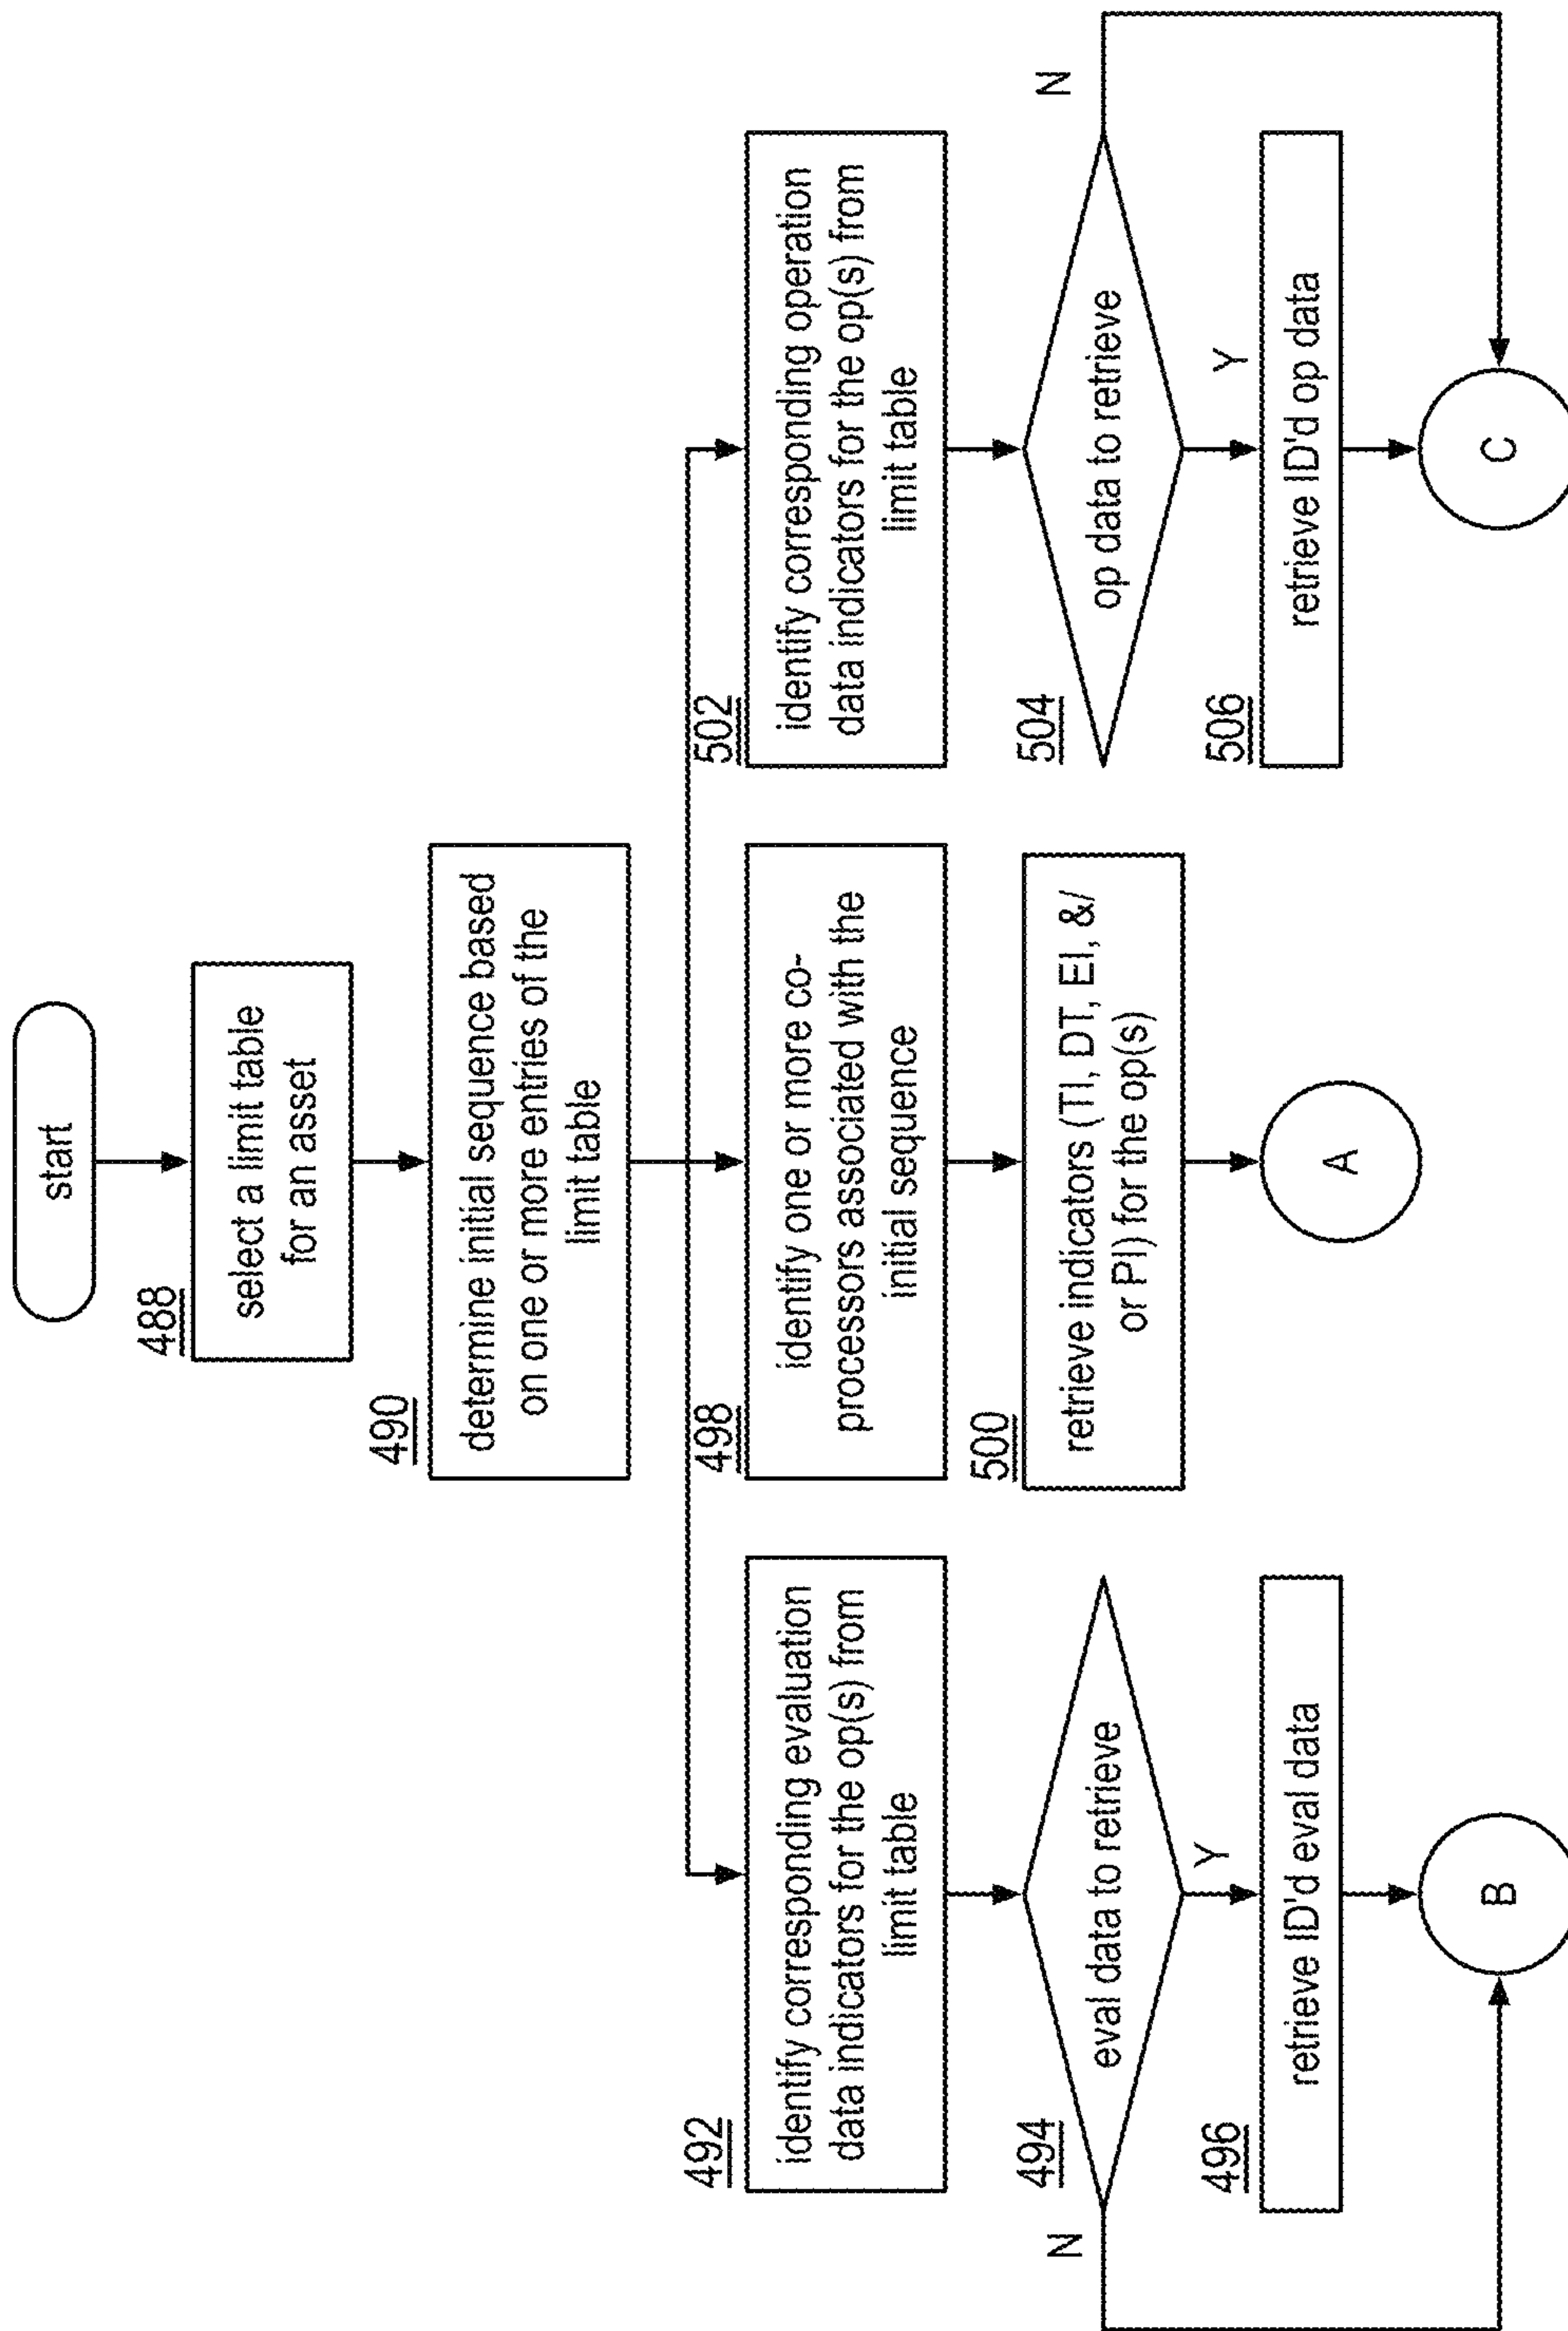 start
488
select a limit table
for an asset
490
determine initial sequence based
on one or more entries of the
limit table
492
identify corresponding evaluation
data indicators for the op(s) from
limit table
494
eval data to retrieve
N
Y
496
retrieve ID'd eval data
B
498
identify one or more co-
processors associated with the
initial sequence
500
retrieve indicators (TI, DT, EI, &/
or PI) for the op(s)
A
502
identify corresponding operation
data indicators for the op(s) from
limit table
504
op data to retrieve
N
Y
506
retrieve ID'd op data
C